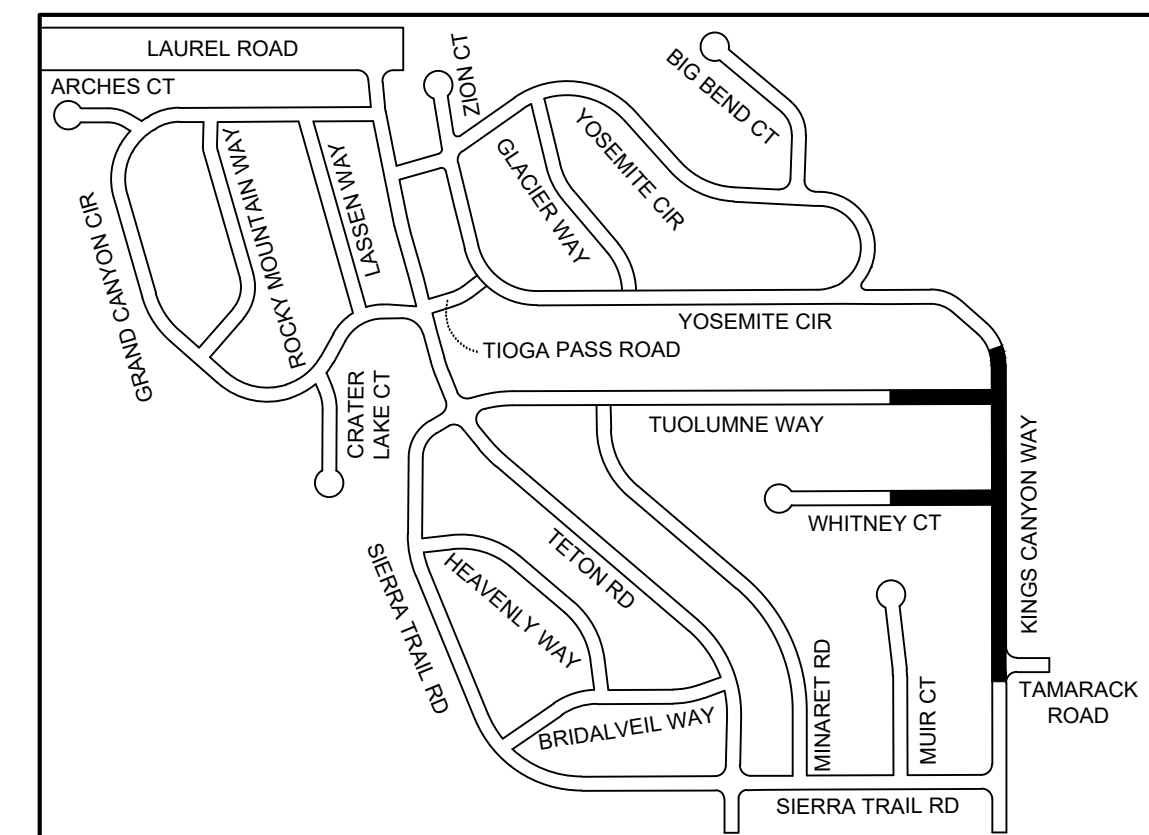 LAUREL ROAD
ARCHES CT
ZION CT
BIG BEND CT
YOSEMITE CIR
GLACIER WAY
LASSEN WAY
ROCKY MOUNTAIN WAY
GRAND CANYON CIR
YOSEMITE CIR
TIOGA PASS ROAD
CRATER
LAKE CT
TUOLUMNE WAY
KINGS CANYON WAY
WHITNEY CT
TETON RD
HEAVENLY WAY
SIERRA TRAIL RD
BRIDALVEIL WAY
MINARET RD
MUIR CT
TAMARACK
ROAD
SIERRA TRAIL RD